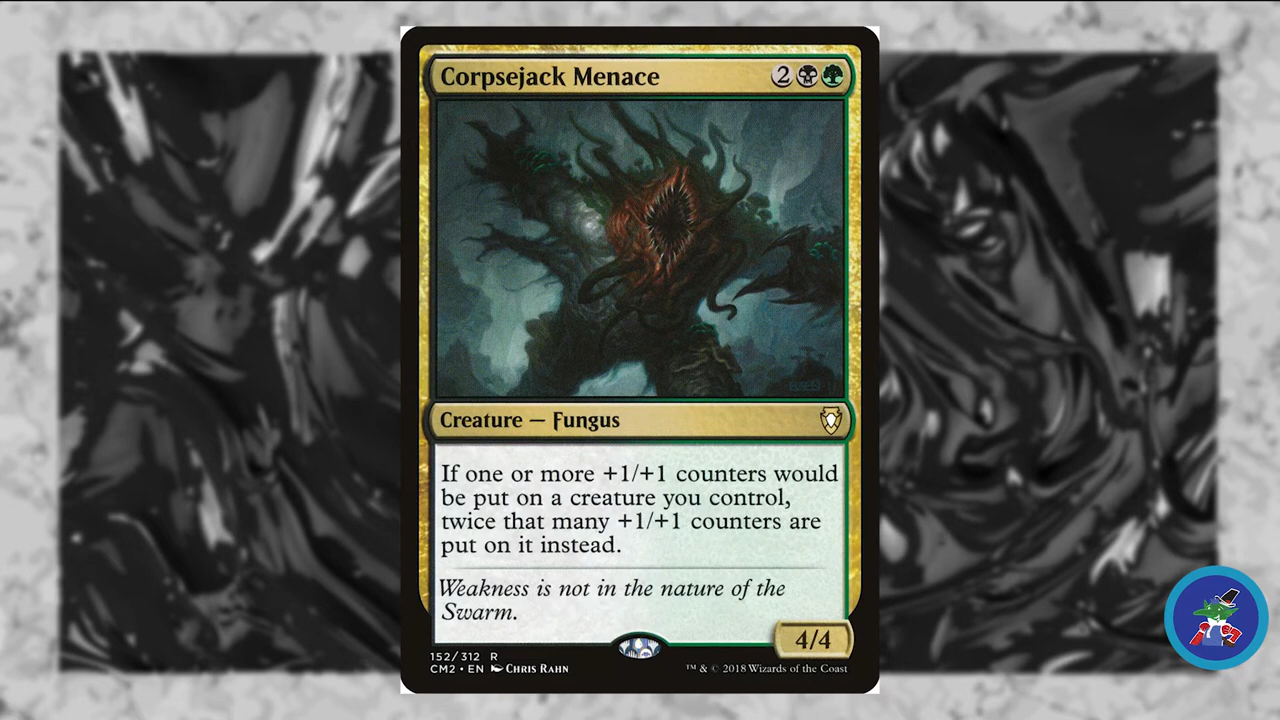 Corpsejack Menace 2
Creature — Fungus
If one or more +1/+1 counters would
be put on a creature you control,
twice that many +1/+1 counters are
put on it instead.
Weakness is not in the nature of the
Swarm.
4/4
152/312 R
CM2 • EN Chris Rahn
™ & © 2018 Wizards of the Coast